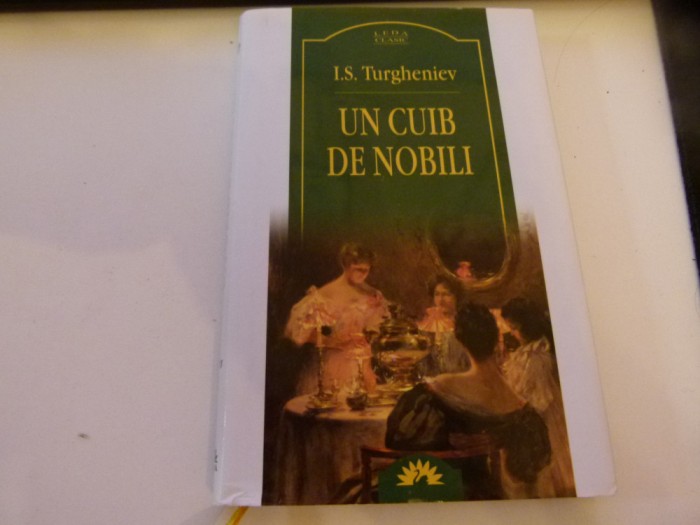 LEDA
CLASIC
I.S. Turgheniev
UN CUIB
DE NOBILI